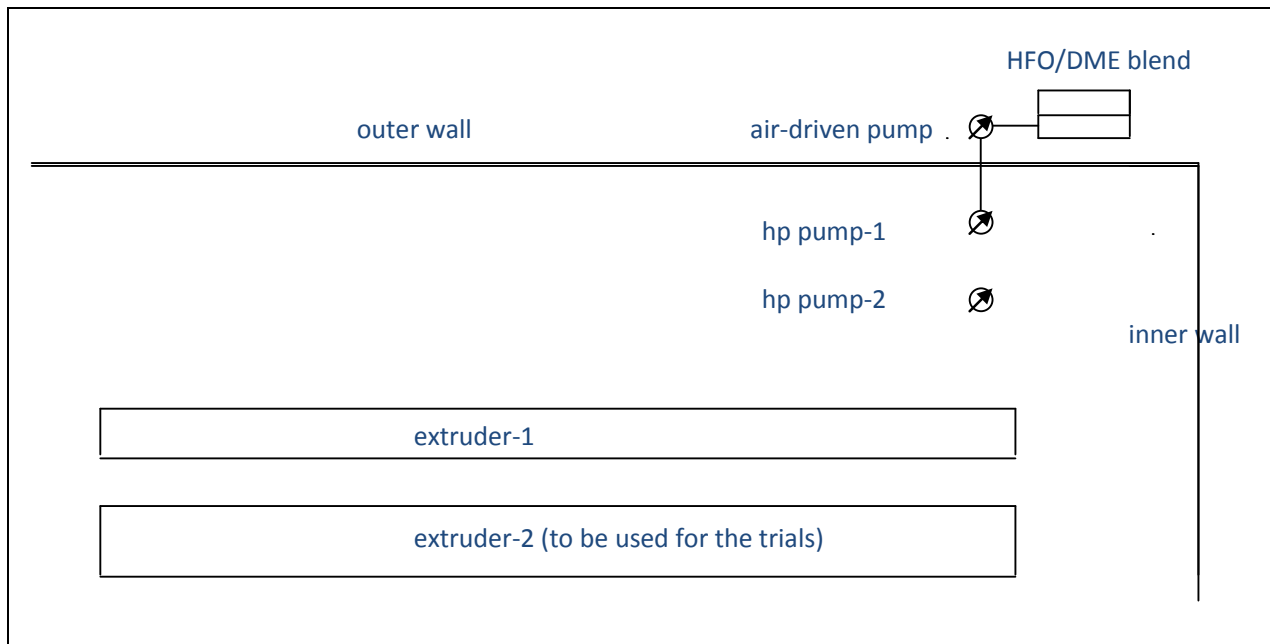 HFO/DME blend
outer wall
air-driven pump
hp pump-1
hp pump-2
inner wall
extruder-1
extruder-2 (to be used for the trials)